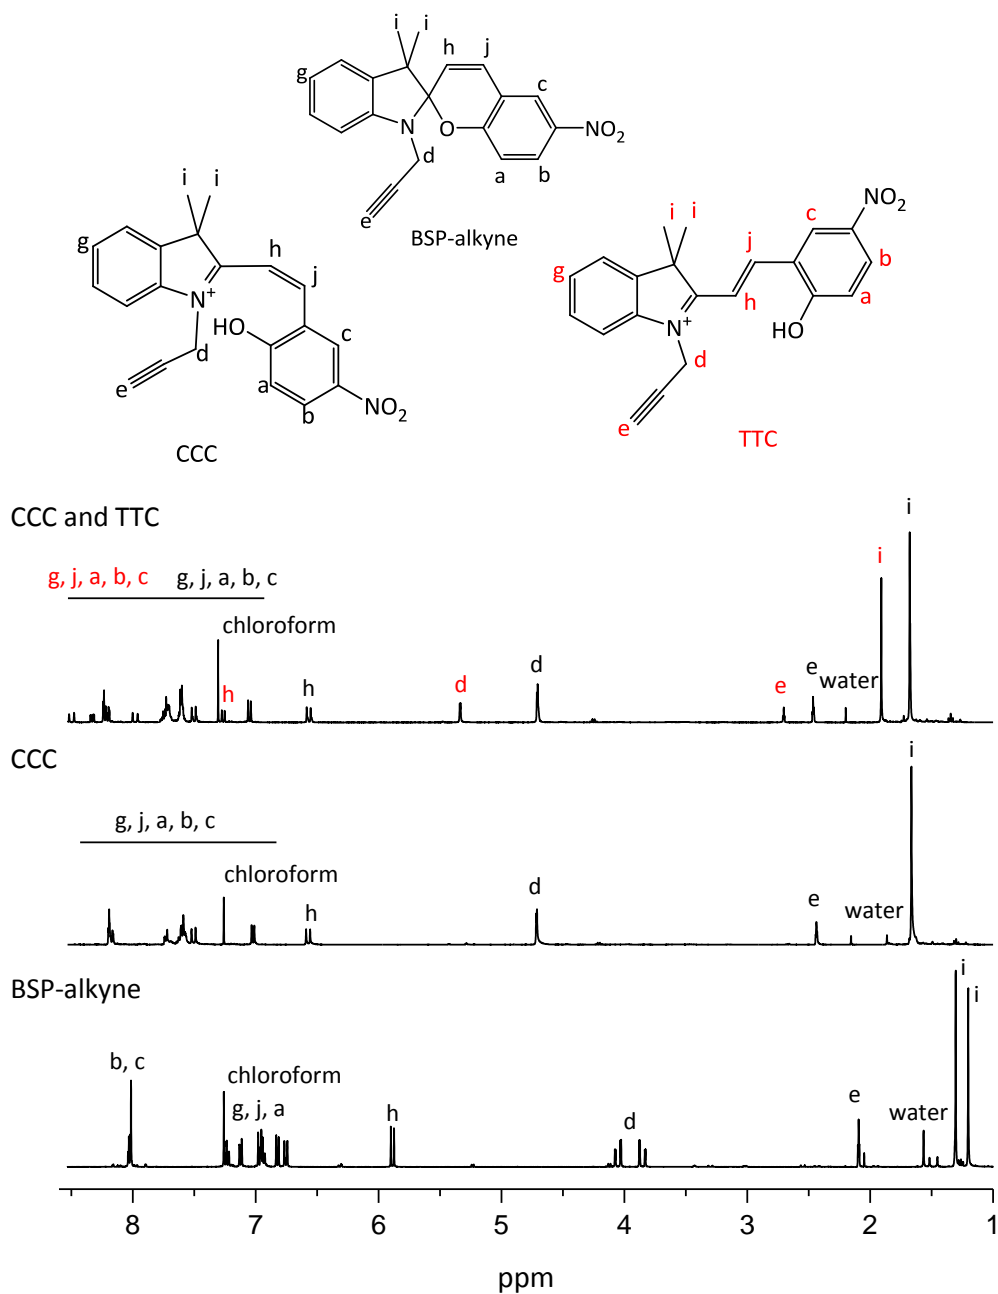 i i
h j
g
c
N
O
NO2
d
a b
e
BSP-alkyne
i i
g
h
j
N+
HO
c
d
e
a
b
NO2
CCC
i i
NO2
j c
g
b
h a
N+
HO
d
e
TTC
CCC and TTC
i
g, j, a, b, c g, j, a, b, c
i
chloroform
h h d d e e water
CCC
i
g, j, a, b, c
chloroform
h d e water
BSP-alkyne
i i
b, c
chloroform
g, j, a
h d e water
8 7 6 5 4 3 2 1
ppm